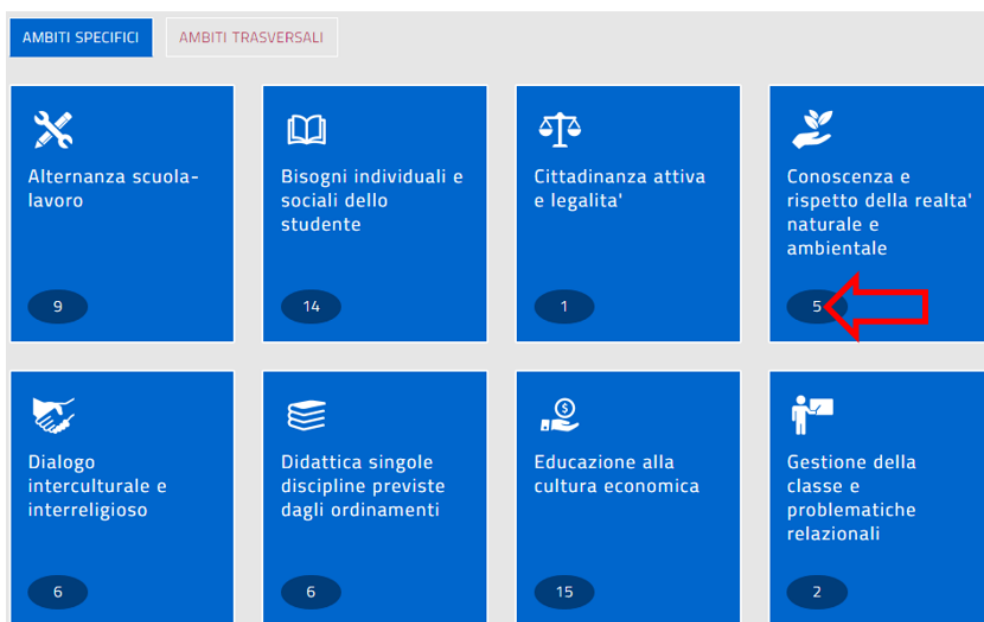 AMBITI SPECIFICI
AMBITI TRASVERSALI
Alternanza scuola-
lavoro
9
Bisogni individuali e
sociali dello
studente
14
Cittadinanza attiva
e legalita'
1
Conoscenza e
rispetto della realta'
naturale e
ambientale
5
Dialogo
interculturale e
interreligioso
6
Didattica singole
discipline previste
dagli ordinamenti
6
Educazione alla
cultura economica
15
Gestione della
classe e
problematiche
relazionali
2